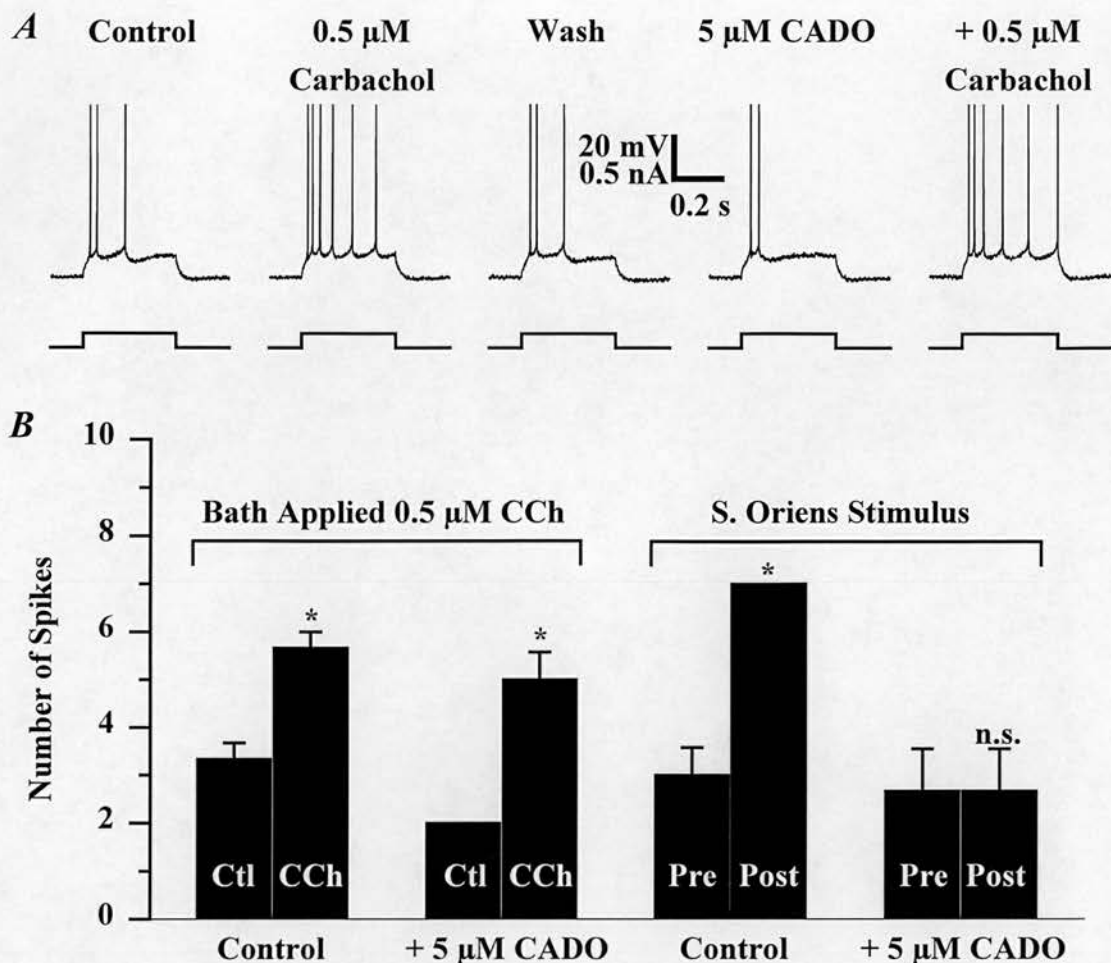 A
Control
0.5 µM
Carbachol
Wash
5 µM CADO
+ 0.5 µM
Carbachol
20 mV
0.5 nA
0.2 s
B
10
8
6
4
2
0
Number of Spikes
Bath Applied 0.5 µM CCh
S. Oriens Stimulus
*
*
*
n.s.
Ctl
CCh
Ctl
CCh
Pre
Post
Pre
Post
Control
+ 5 µM CADO
Control
+ 5 µM CADO